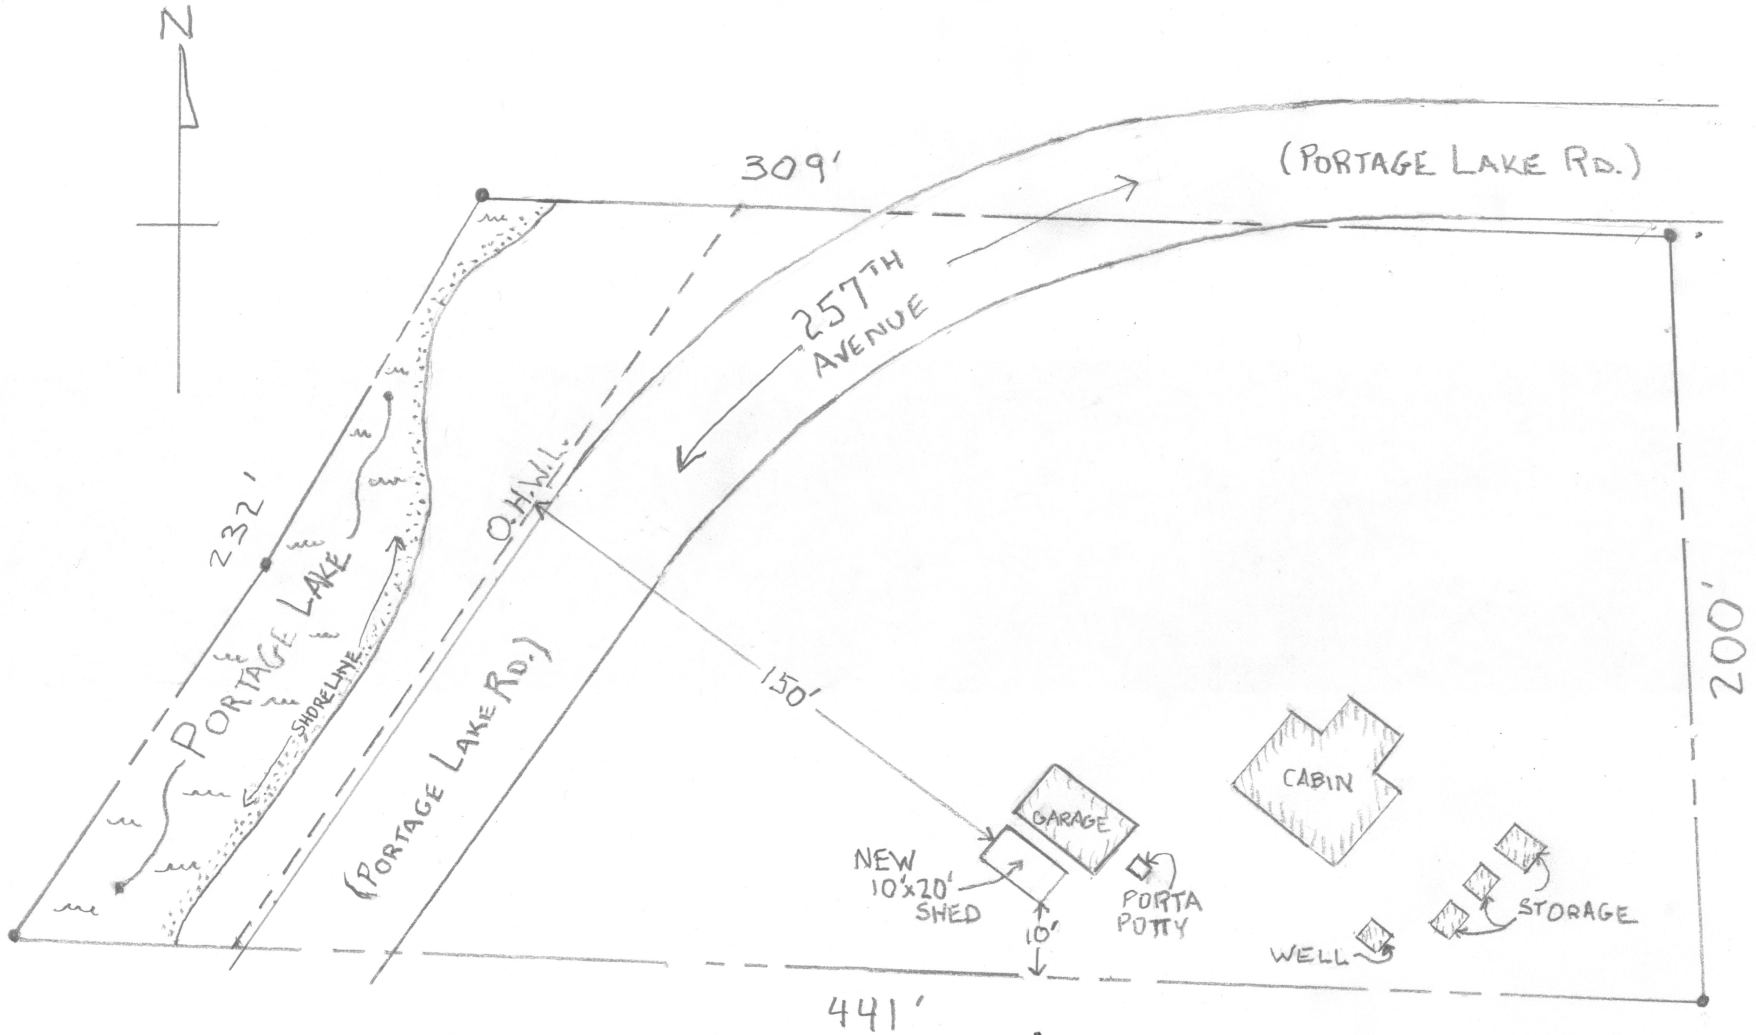 N
309'
(PORTAGE LAKE RD.)
257TH
AVENUE
O.H.W.L.
232'
PORTAGE LAKE
SHORELINE
(PORTAGE LAKE RD.)
150'
200'
CABIN
GARAGE
NEW
10'x20'
SHED
PORTA
POTTY
10'
STORAGE
WELL
441'